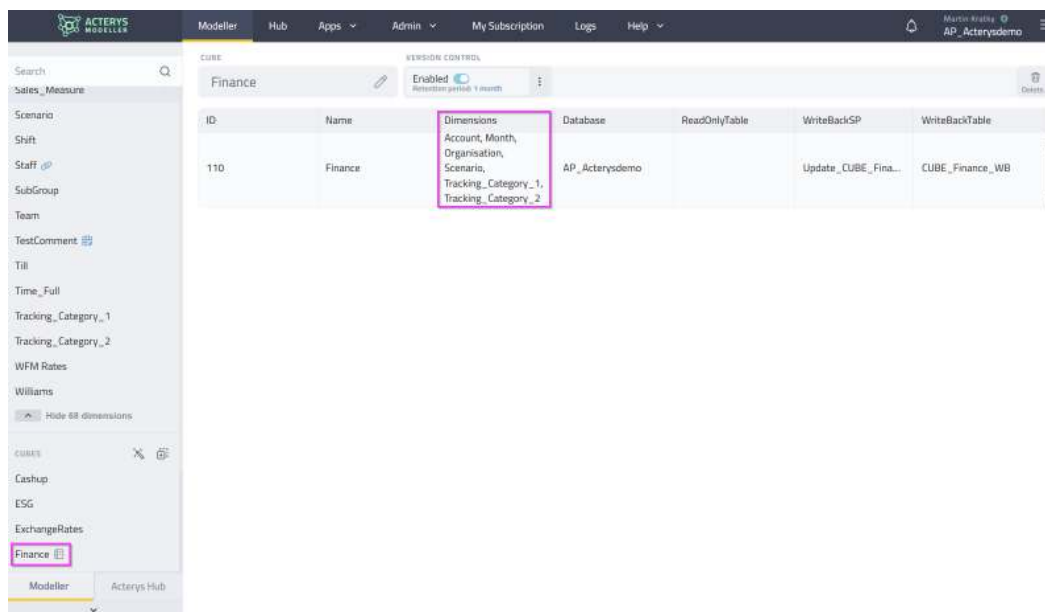 ACTERYS
MODELLER
Modeller
Hub
Apps
Admin
My Subscription
Logs
Help
Martin Kratky
AP_Acterysdemo
Search
Sales_Measure
Scenario
Shift
Staff
SubGroup
Team
TestComment
Till
Time_Full
Tracking_Category_1
Tracking_Category_2
WFM Rates
Williams
Hide 68 dimensions
CUBES
Cashup
ESG
ExchangeRates
Finance
Modeller
Acterys Hub
CUBE
Finance
VERSION CONTROL
Enabled
Retention period: 1 month
Delete
ID
Name
Dimensions
Database
ReadOnlyTable
WriteBackSP
WriteBackTable
110
Finance
Account, Month,
Organisation,
Scenario,
Tracking_Category_1,
Tracking_Category_2
AP_Acterysdemo
Update_CUBE_Fina...
CUBE_Finance_WB